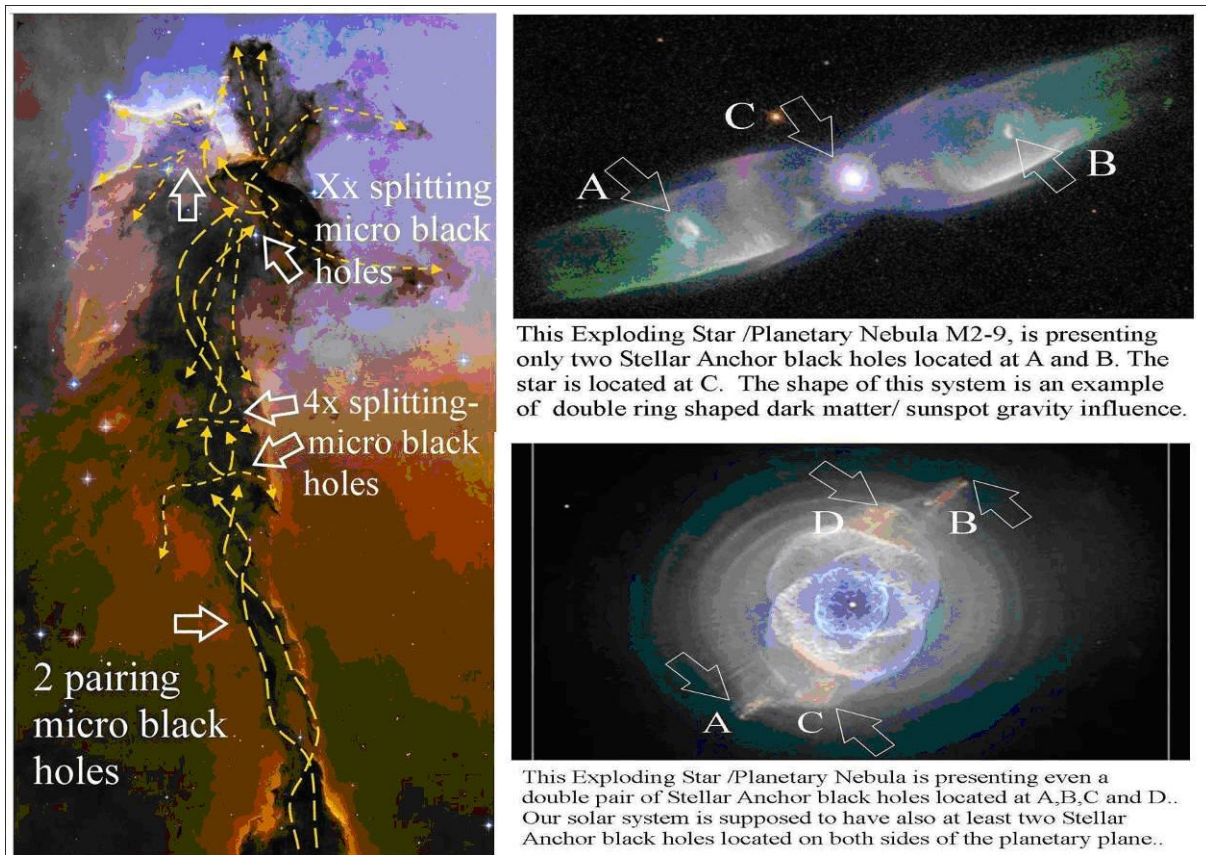 Xx splitting
micro black
holes
4x splitting-
micro black
holes
2 pairing
micro black
holes
C
A
B
This Exploding Star /Planetary Nebula M2-9, is presenting
only two Stellar Anchor black holes located at A and B. The
star is located at C.  The shape of this system is an example
of  double ring shaped dark matter/ sunspot gravity influence.
D
B
A
C
This Exploding Star /Planetary Nebula is presenting even a
double pair of Stellar Anchor black holes located at A,B,C and D..
Our solar system is supposed to have also at least two Stellar
Anchor black holes located on both sides of the planetary plane..